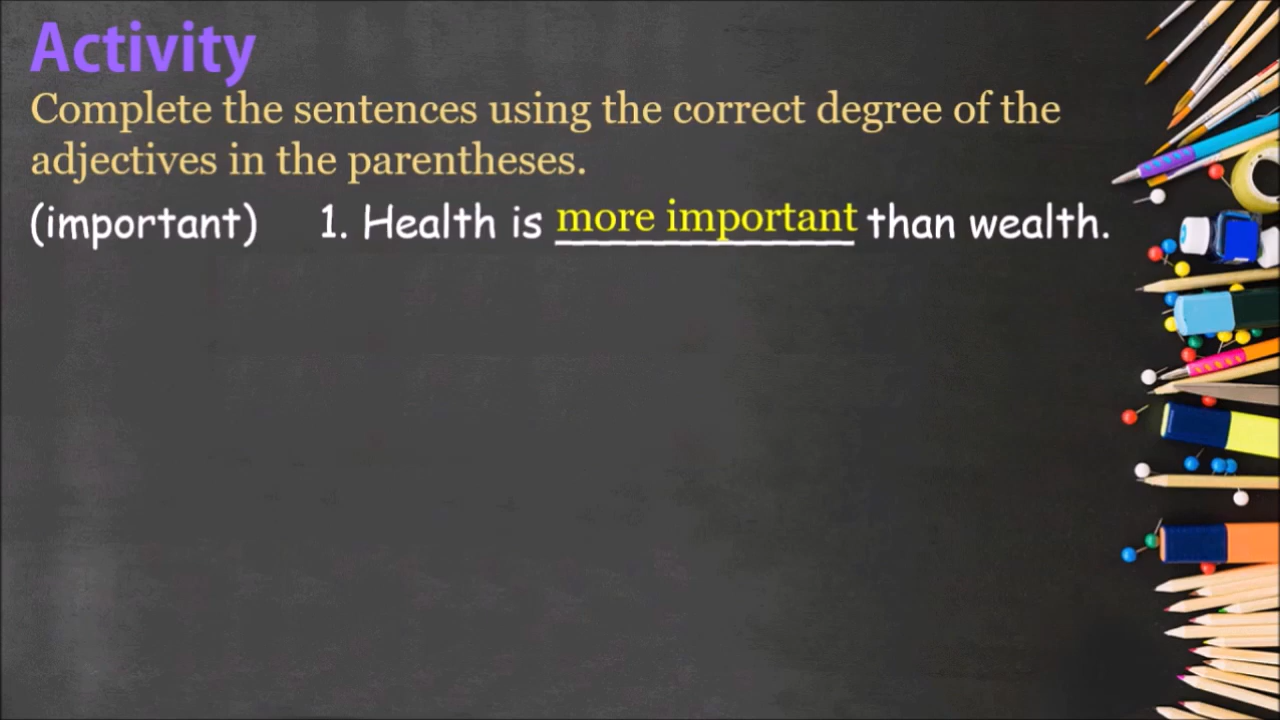 Activity
Complete the sentences using the correct degree of the
adjectives in the parentheses.
(important) 1. Health is more important than wealth.